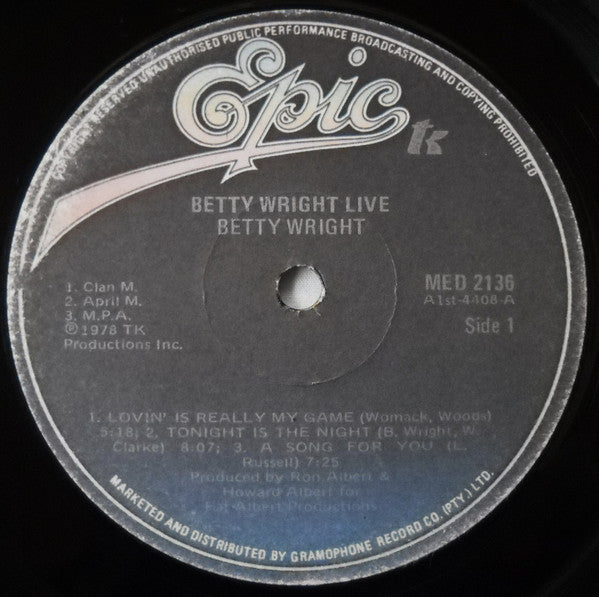 COPYRIGHT RESERVED UNAUTHORISED PUBLIC PERFORMANCE BROADCASTING AND COPYING PROHIBITED
Epic
tk
BETTY WRIGHT LIVE
BETTY WRIGHT
1. Clan M.
2. April M.
3. M.P.A.
℗1978 TK
Productions Inc.
MED 2136
A1st-4408-A
Side 1
1. LOVIN' IS REALLY MY GAME (Womack, Woods)
5:18; 2. TONIGHT IS THE NIGHT (B. Wright, W.
Clarke) 8:07; 3. A SONG FOR YOU (L.
Russell) 7:25
Produced by Ron Albert &
Howard Albert for
Fat Albert Productions
MARKETED AND DISTRIBUTED BY GRAMOPHONE RECORD CO. (PTY.) LTD.